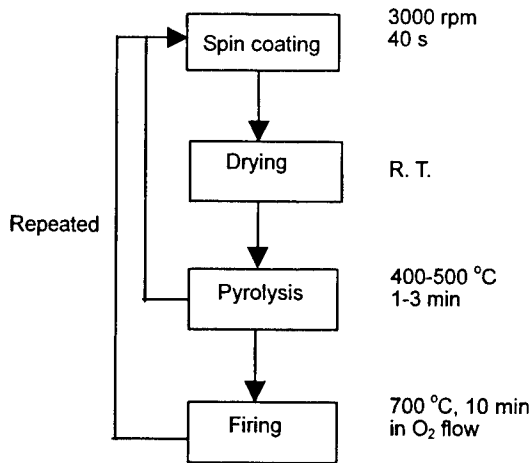 3000 rpm
40 s
Spin coating
Drying
R. T.
Repeated
400-500 °C
1-3 min
Pyrolysis
700 °C, 10 min
in O₂ flow
Firing